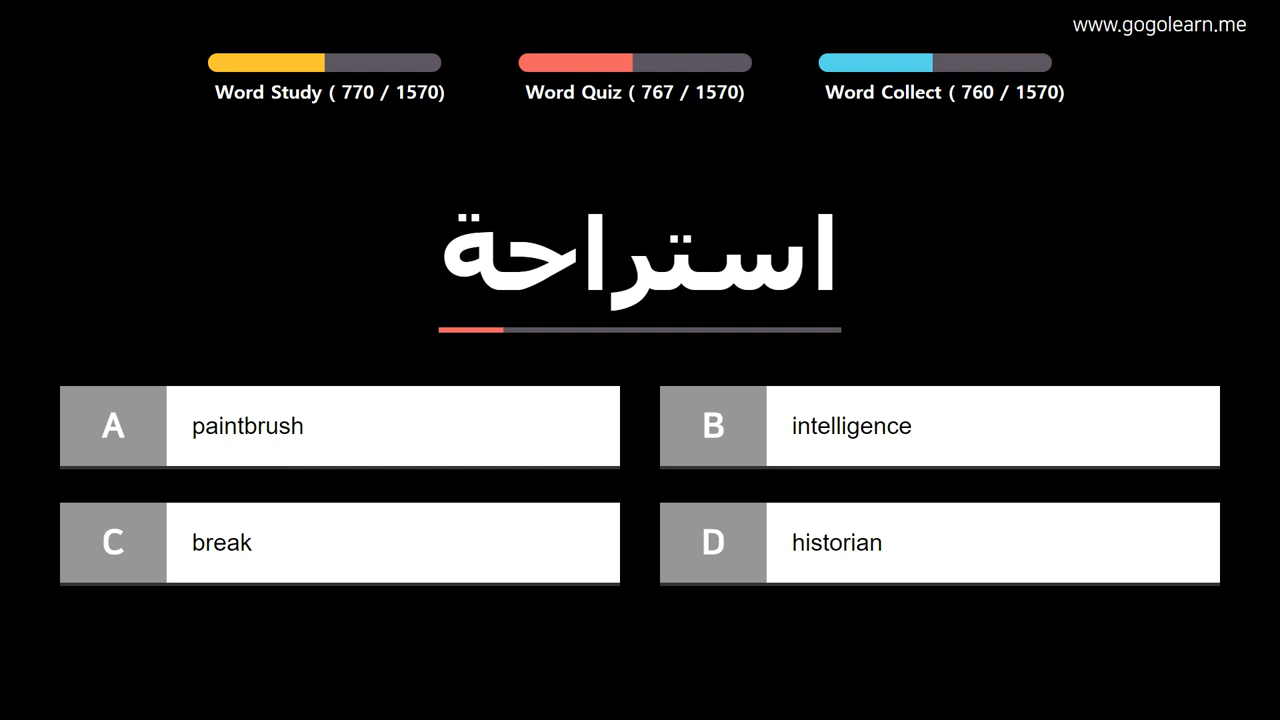 www.gogolearn.me
Word Study ( 770 / 1570)
Word Quiz ( 767 / 1570)
Word Collect ( 760 / 1570)
استراحة
A paintbrush
B intelligence
C break
D historian